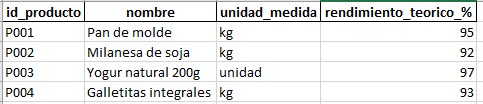 id_producto nombre unidad_medida rendimiento_teorico_%
P001 Pan de molde kg 95
P002 Milanesa de soja kg 92
P003 Yogur natural 200g unidad 97
P004 Galletitas integrales kg 93